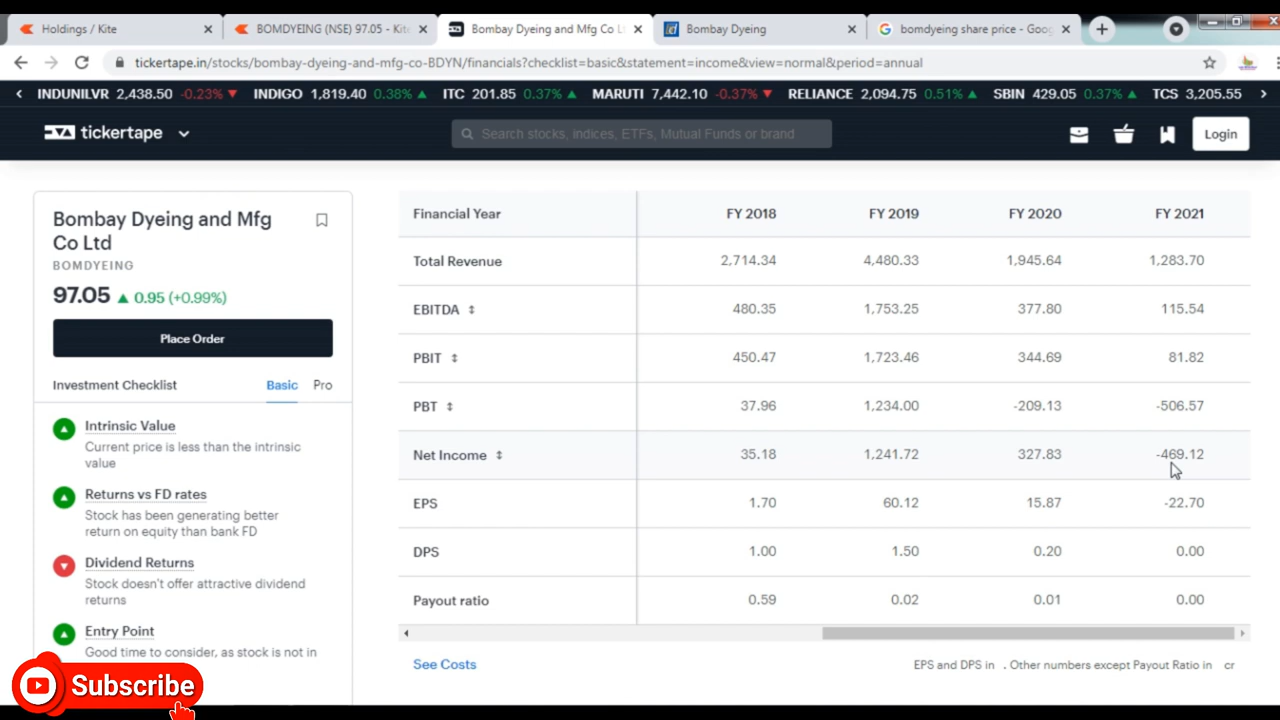 Holdings / Kite
BOMDYEING (NSE) 97.05 - Kite
Bombay Dyeing and Mfg Co L
Bombay Dyeing
bomdyeing share price - Goog
tickertape.in/stocks/bombay-dyeing-and-mfg-co-BDYN/financials?checklist=basic&statement=income&view=normal&period=annual
INDUNILVR 2,438.50 -0.23% INDIGO 1,819.40 0.38% ITC 201.85 0.37% MARUTI 7,442.10 -0.37% RELIANCE 2,094.75 0.51% SBIN 429.05 0.37% TCS 3,205.55
tickertape
Search stocks, indices, ETFs, Mutual Funds or brand
Login
Bombay Dyeing and Mfg
Co Ltd
BOMDYEING
97.05 0.95 (+0.99%)
Place Order
Investment Checklist Basic Pro
Intrinsic Value
Current price is less than the intrinsic
value
Returns vs FD rates
Stock has been generating better
return on equity than bank FD
Dividend Returns
Stock doesn't offer attractive dividend
returns
Entry Point
Good time to consider, as stock is not in
Subscribe
Financial Year FY 2018 FY 2019 FY 2020 FY 2021
Total Revenue 2,714.34 4,480.33 1,945.64 1,283.70
EBITDA 480.35 1,753.25 377.80 115.54
PBIT 450.47 1,723.46 344.69 81.82
PBT 37.96 1,234.00 -209.13 -506.57
Net Income 35.18 1,241.72 327.83 -469.12
EPS 1.70 60.12 15.87 -22.70
DPS 1.00 1.50 0.20 0.00
Payout ratio 0.59 0.02 0.01 0.00
See Costs
EPS and DPS in . Other numbers except Payout Ratio in cr